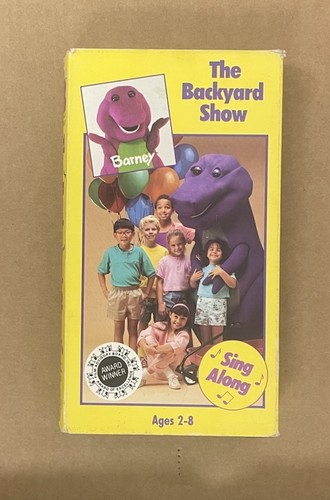 The
Backyard
Show
Barney
AWARD
WINNER
Sing
Along
Ages 2-8